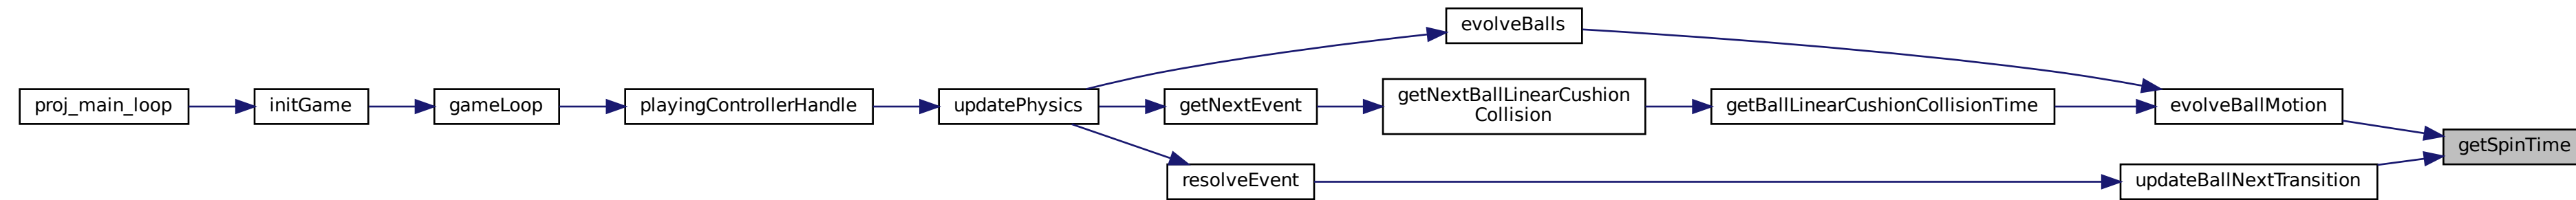 evolveBalls
proj_main_loop
initGame
gameLoop
playingControllerHandle
updatePhysics
getNextEvent
getNextBallLinearCushion
Collision
getBallLinearCushionCollisionTime
evolveBallMotion
getSpinTime
resolveEvent
updateBallNextTransition